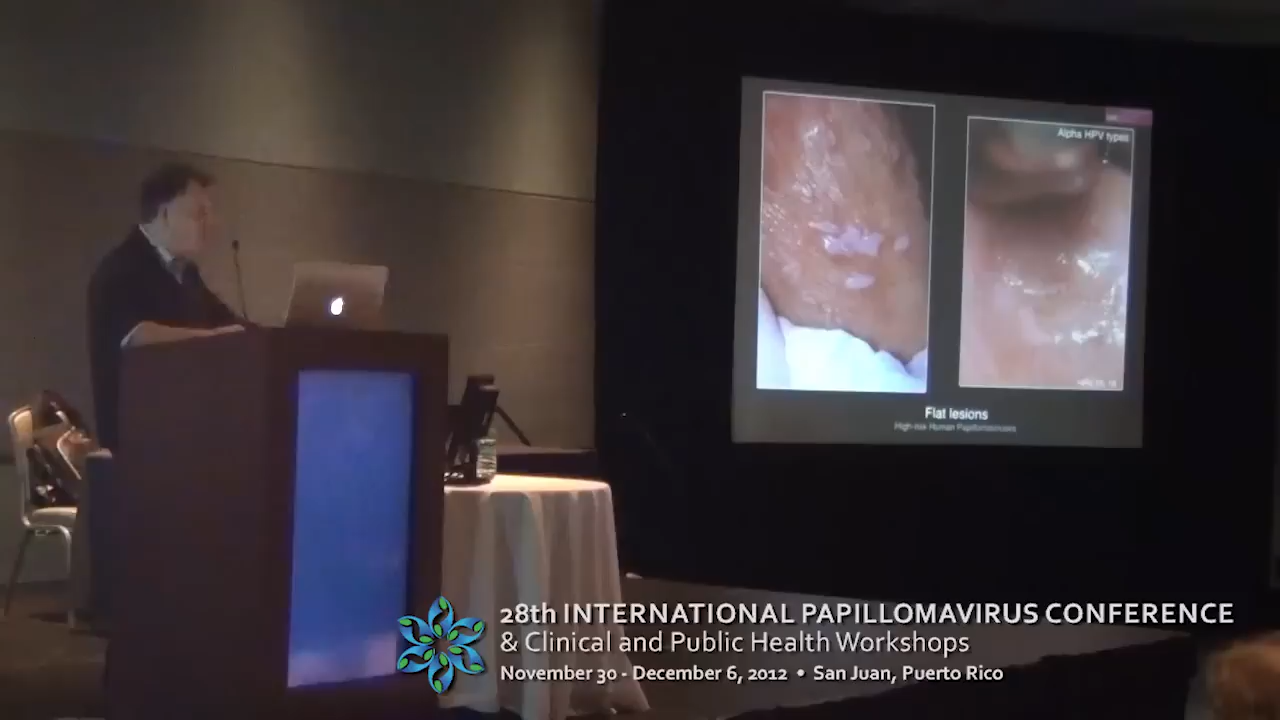 Alpha HPV types
Flat lesions
High-risk Human Papillomaviruses
28th INTERNATIONAL PAPILLOMAVIRUS CONFERENCE
& Clinical and Public Health Workshops
November 30 - December 6, 2012 • San Juan, Puerto Rico